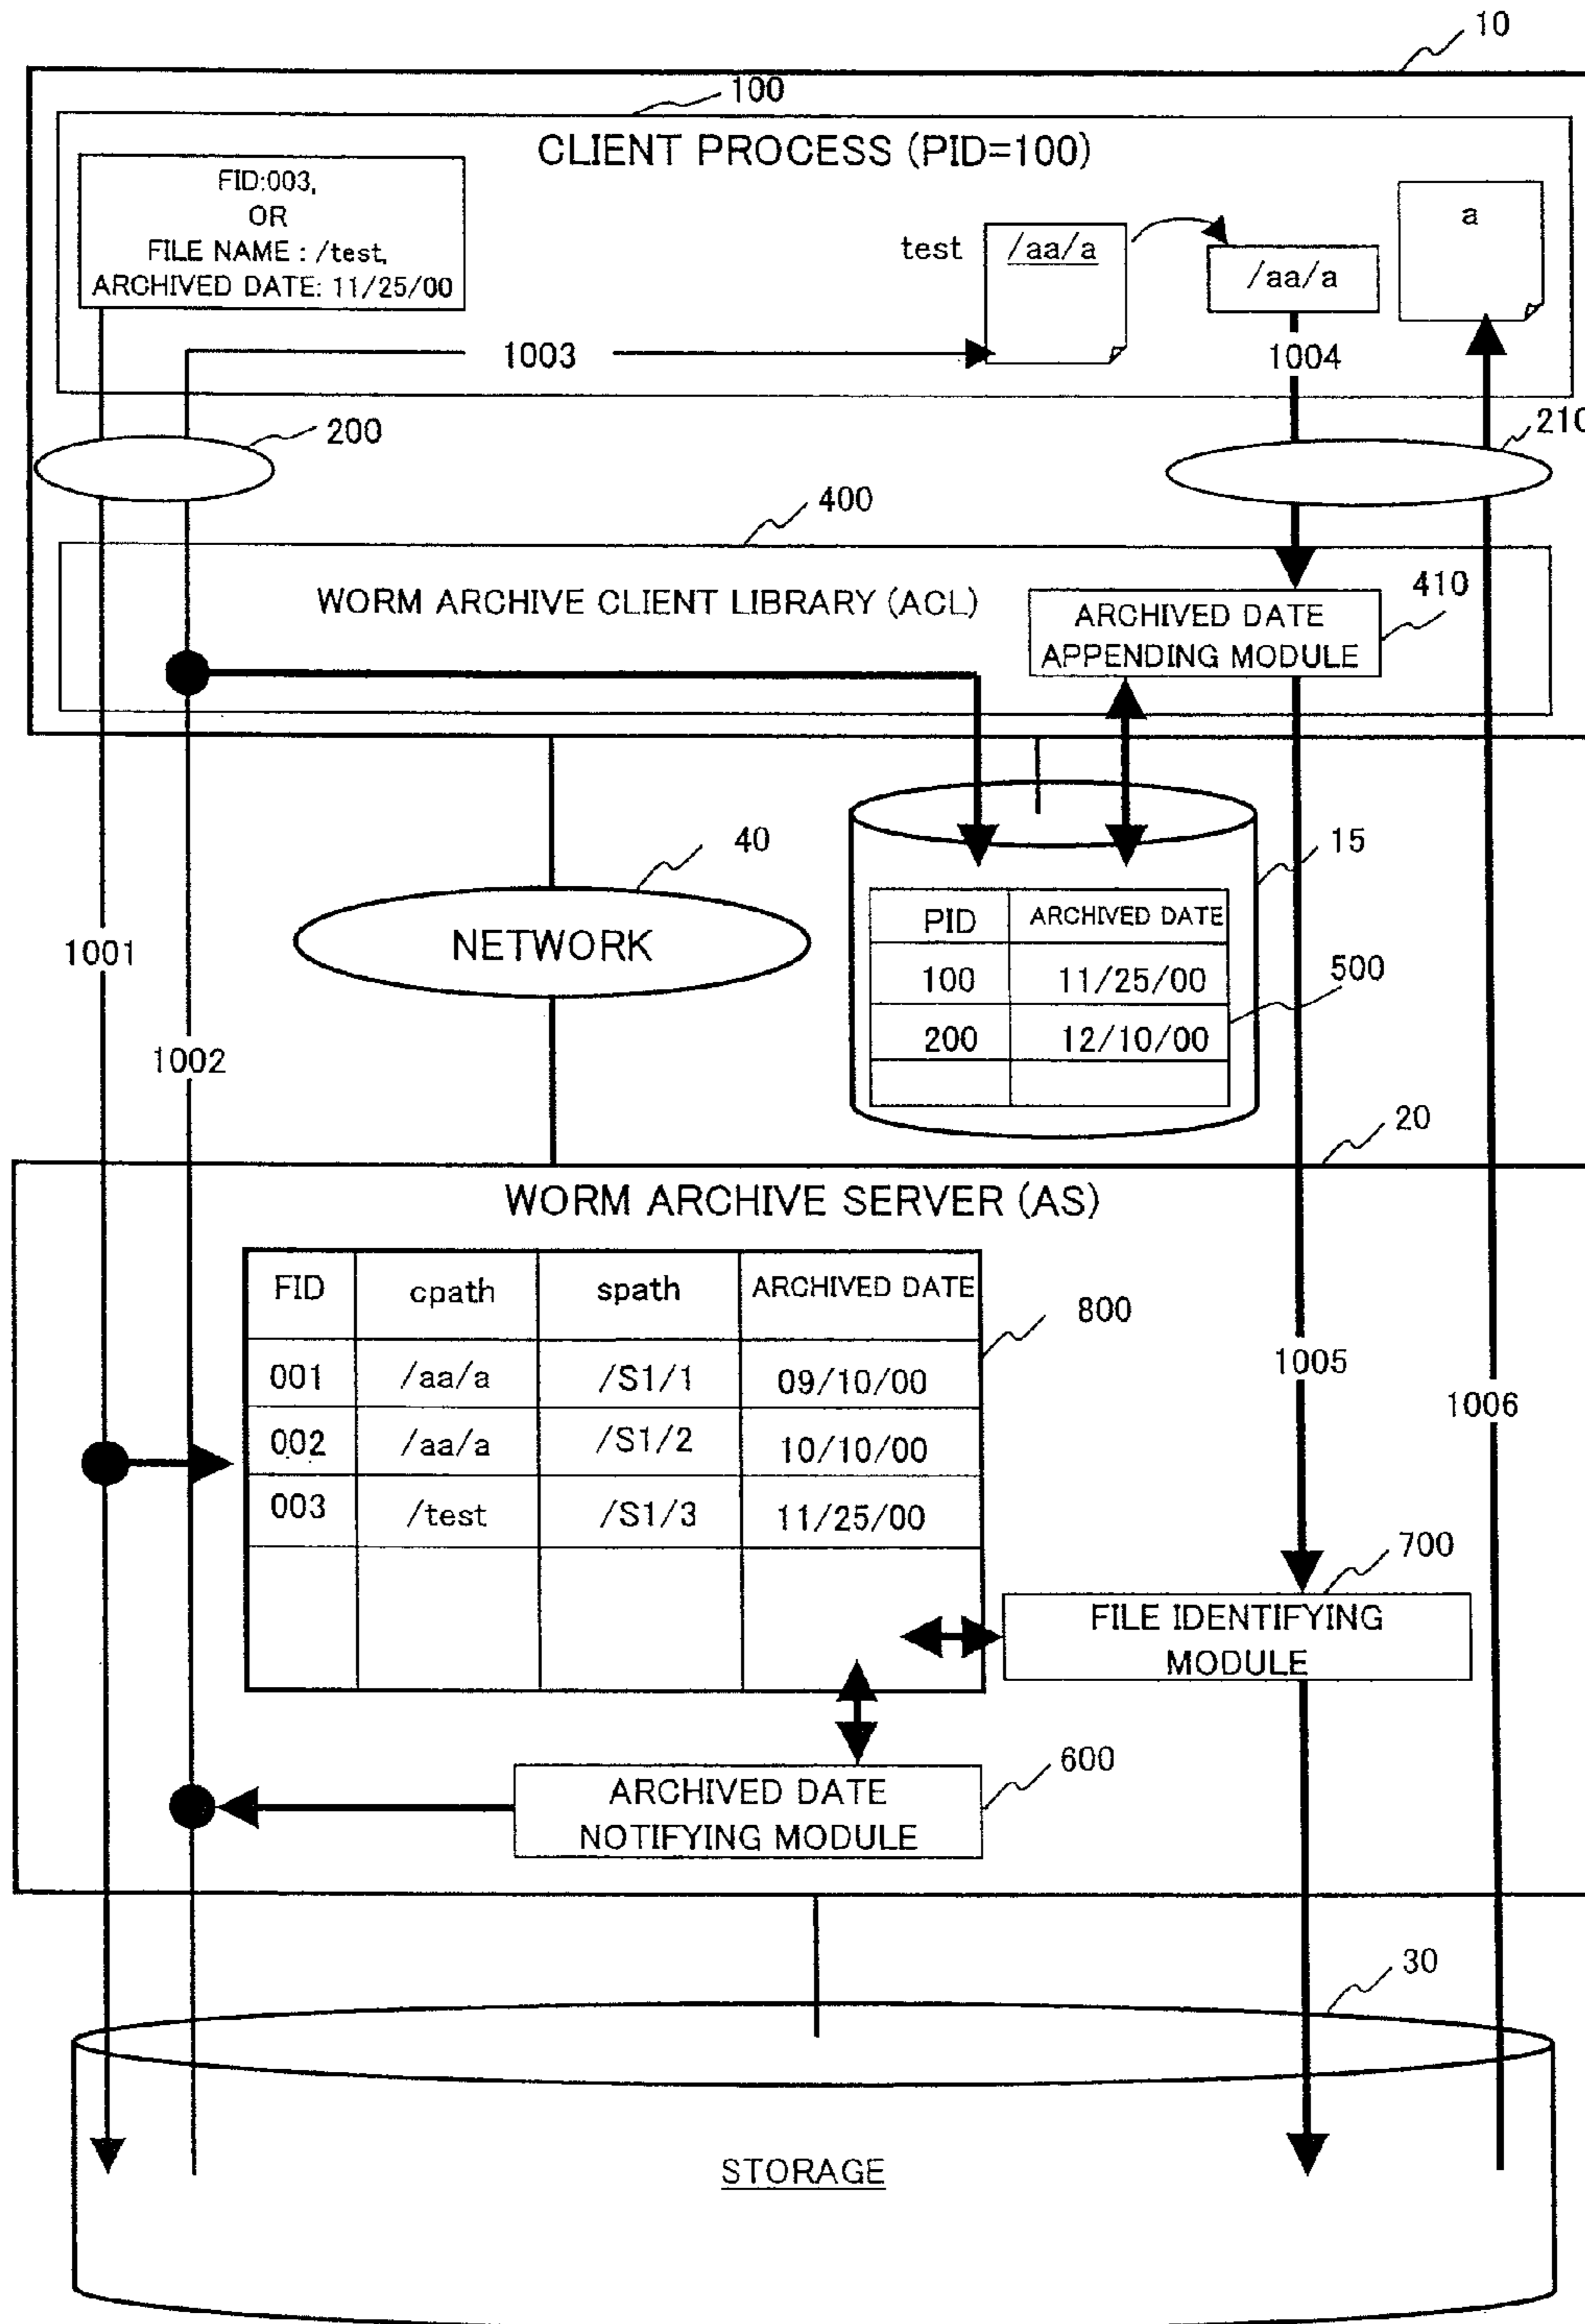 10
100
CLIENT PROCESS (PID=100)
FID:003,
OR
FILE NAME : /test,
ARCHIVED DATE: 11/25/00
test
/aa/a
/aa/a
a
1003
1004
200
210
400
WORM ARCHIVE CLIENT LIBRARY (ACL)
410
ARCHIVED DATE
APPENDING MODULE
40
15
NETWORK
PID ARCHIVED DATE
100 11/25/00
200 12/10/00
500
1001
1002
20
WORM ARCHIVE SERVER (AS)
FID cpath spath ARCHIVED DATE
800
001 /aa/a /S1/1 09/10/00
002 /aa/a /S1/2 10/10/00
003 /test /S1/3 11/25/00
1005
1006
700
FILE IDENTIFYING
MODULE
600
ARCHIVED DATE
NOTIFYING MODULE
30
STORAGE